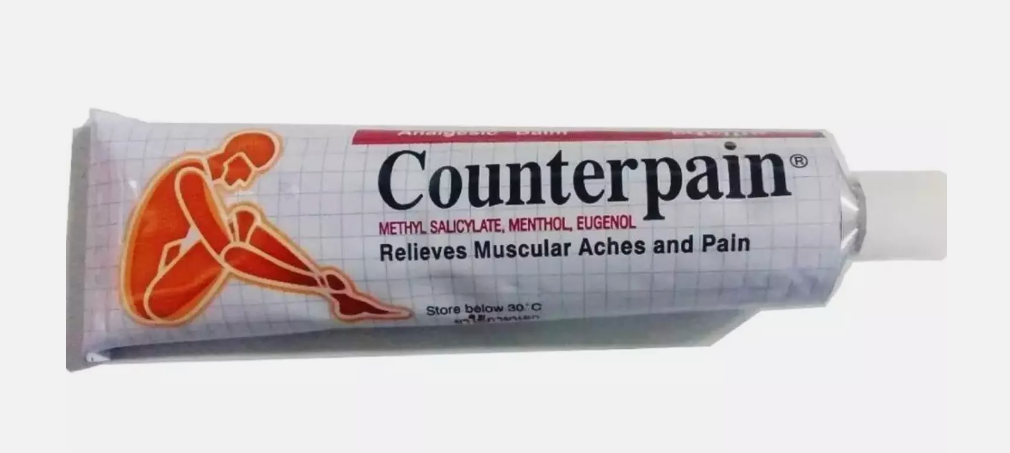 Analgesic Balm
Counterpain®
METHYL SALICYLATE, MENTHOL, EUGENOL
Relieves Muscular Aches and Pain
Store below 30°C